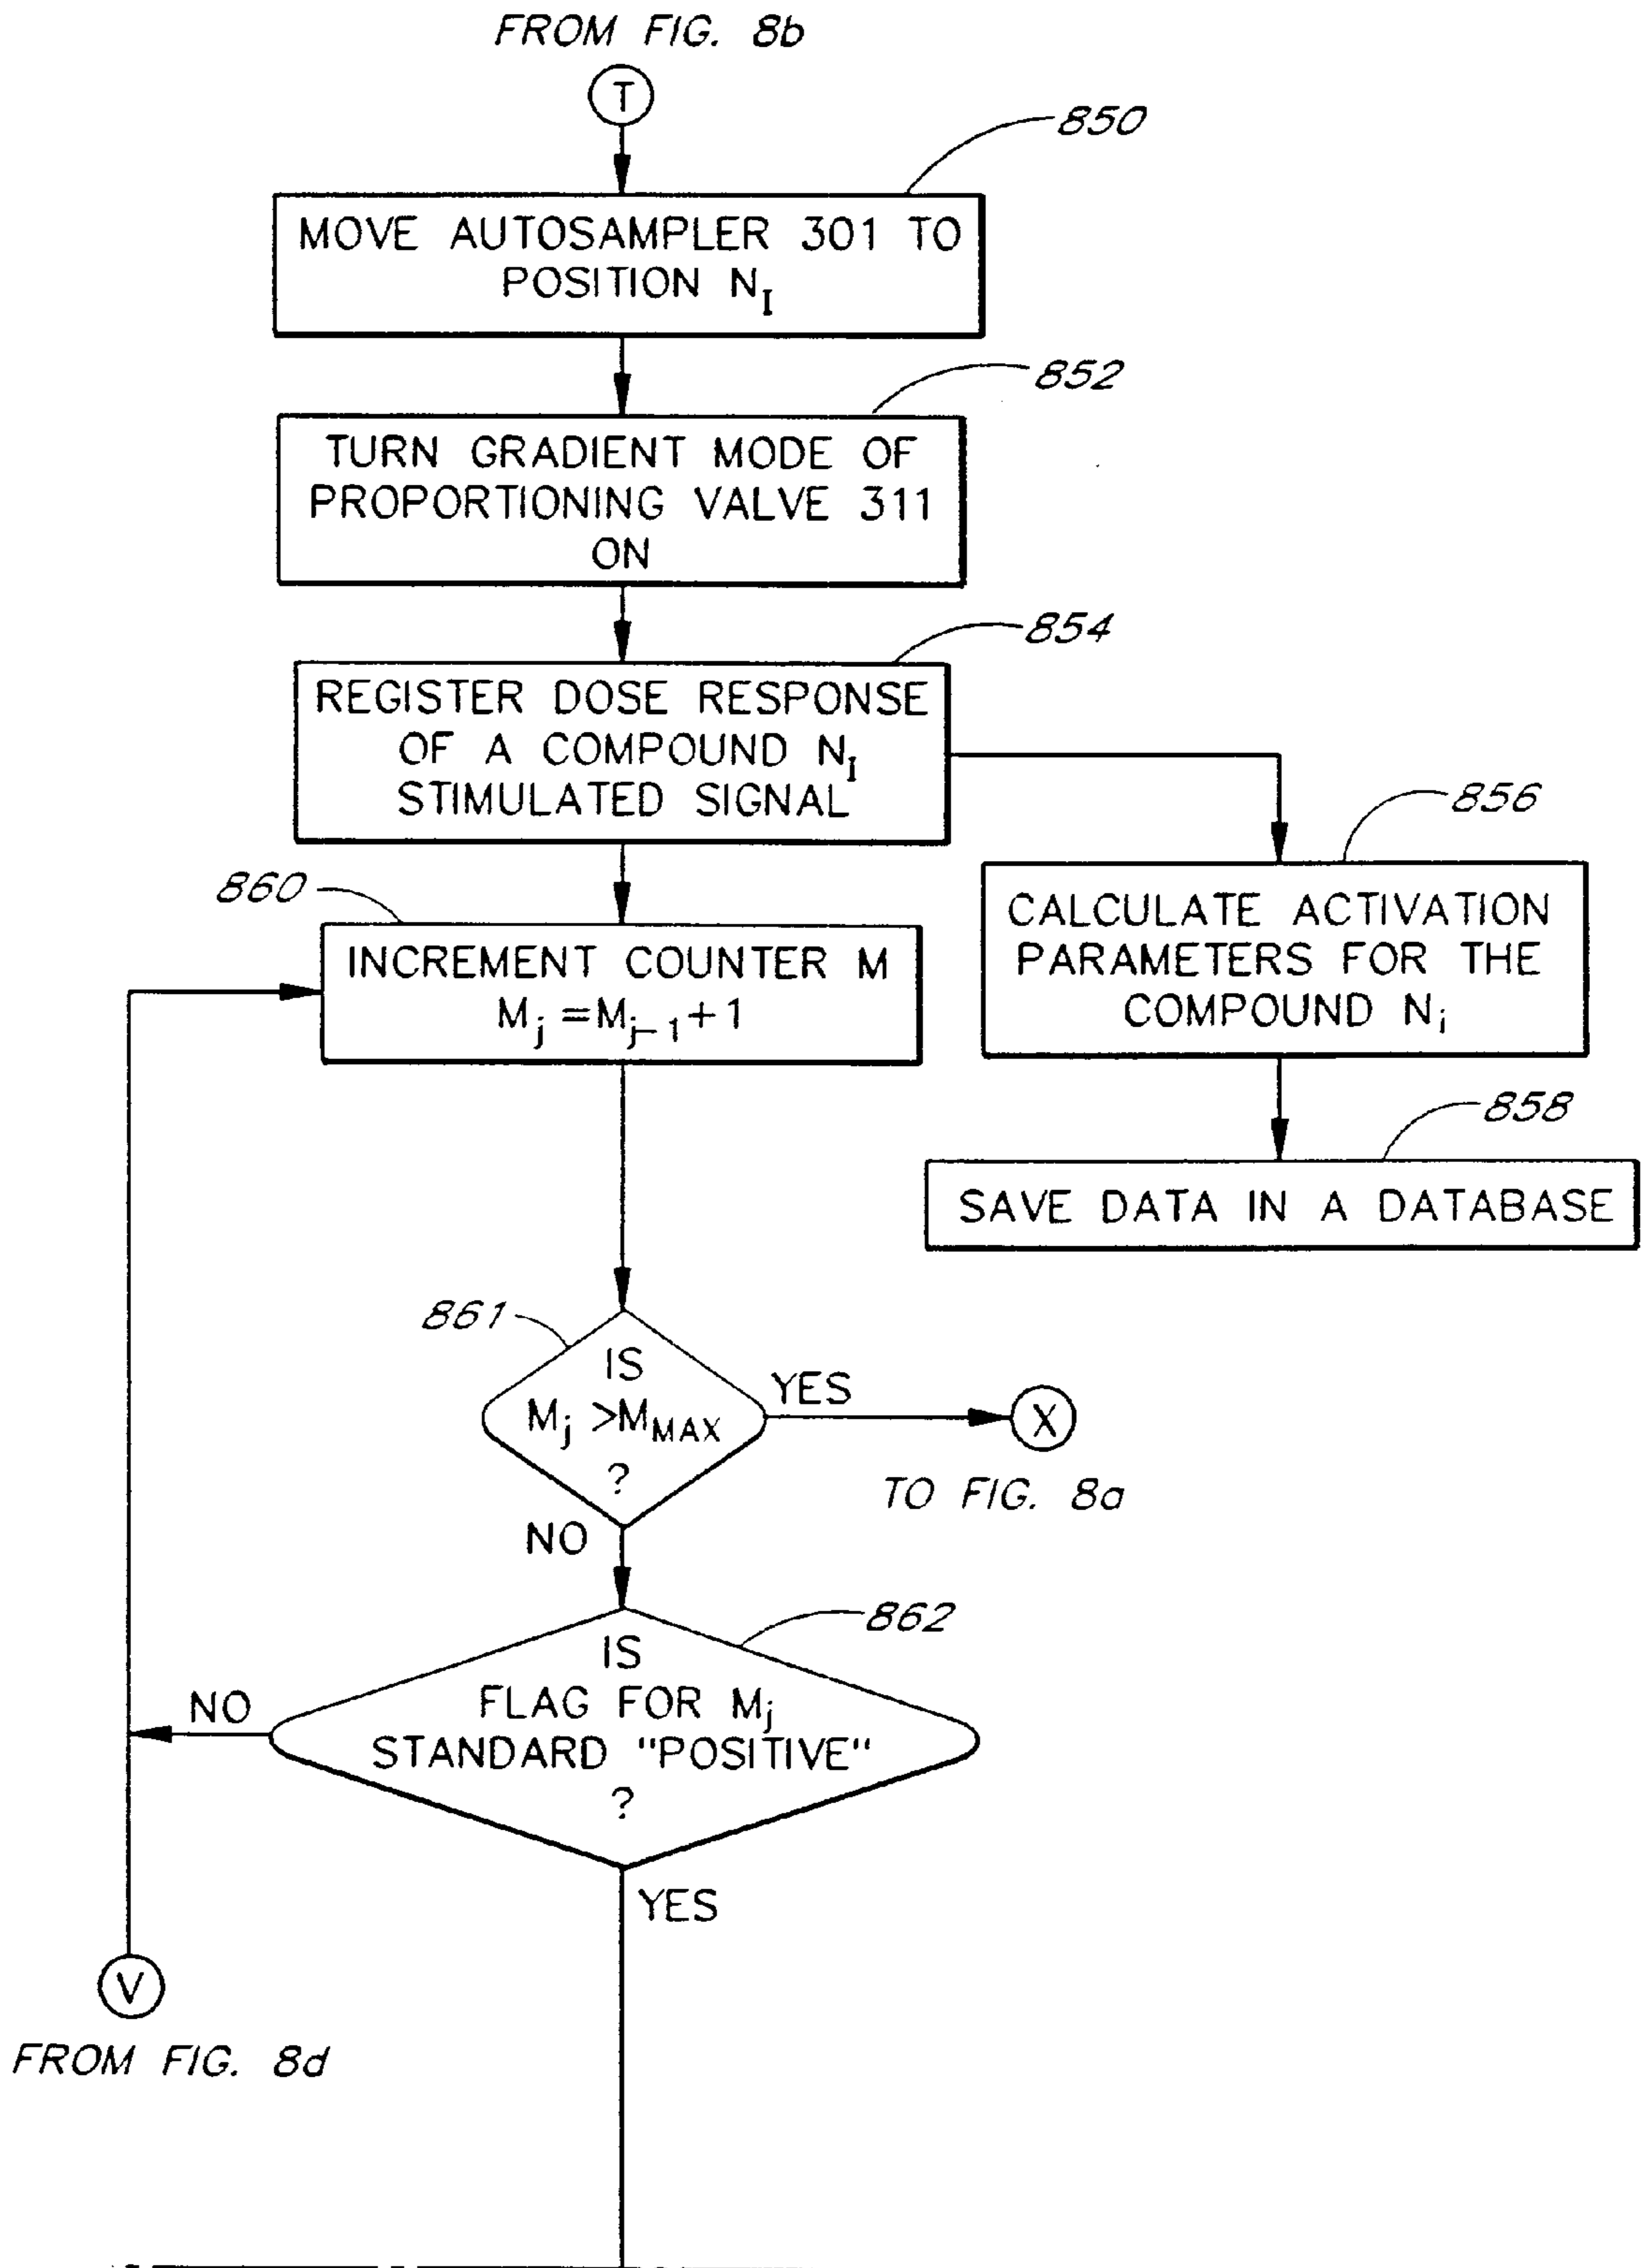 FROM FIG. 8b
T
850
MOVE AUTOSAMPLER 301 TO
POSITION N_I
852
TURN GRADIENT MODE OF
PROPORTIONING VALVE 311
ON
854
REGISTER DOSE RESPONSE
OF A COMPOUND N_I
STIMULATED SIGNAL
856
CALCULATE ACTIVATION
PARAMETERS FOR THE
COMPOUND N_i
858
SAVE DATA IN A DATABASE
860
INCREMENT COUNTER M
M_j = M_{j-1} + 1
861
IS
M_j > M_MAX
?
YES
X
TO FIG. 8a
NO
862
IS
FLAG FOR M_j
STANDARD "POSITIVE"
?
NO
YES
V
FROM FIG. 8d